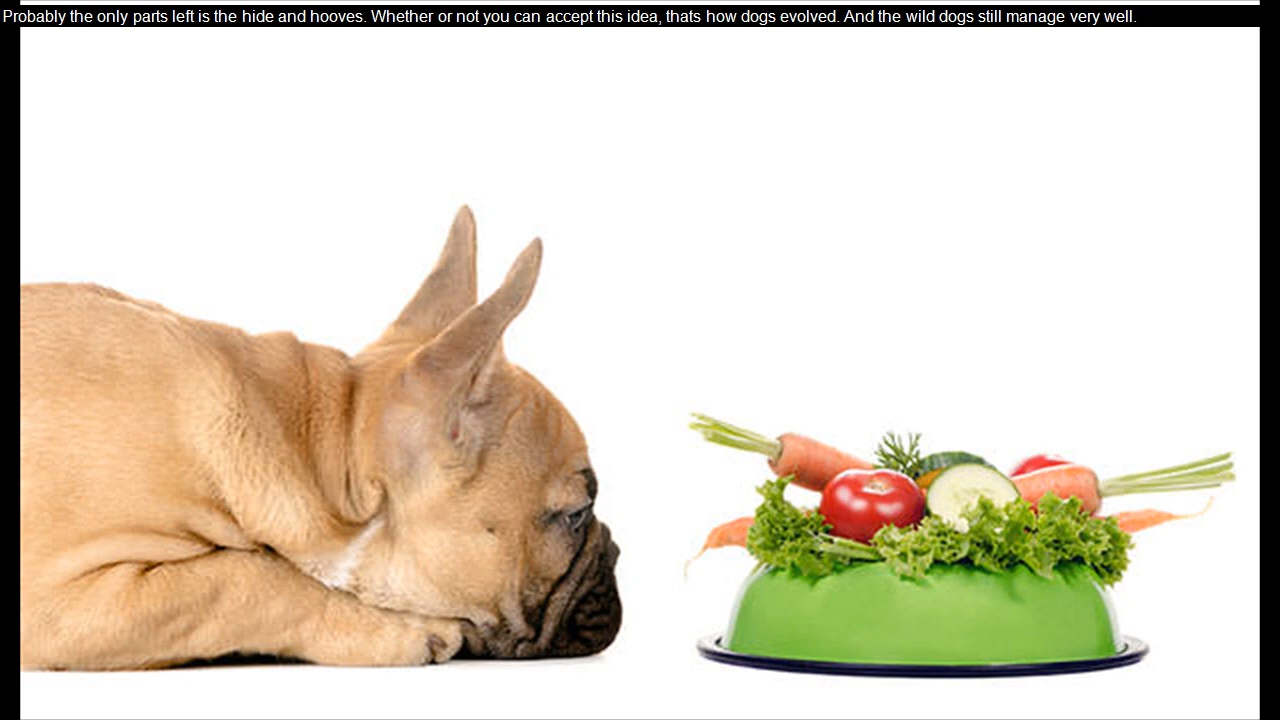 Probably the only parts left is the hide and hooves. Whether or not you can accept this idea, thats how dogs evolved. And the wild dogs still manage very well.